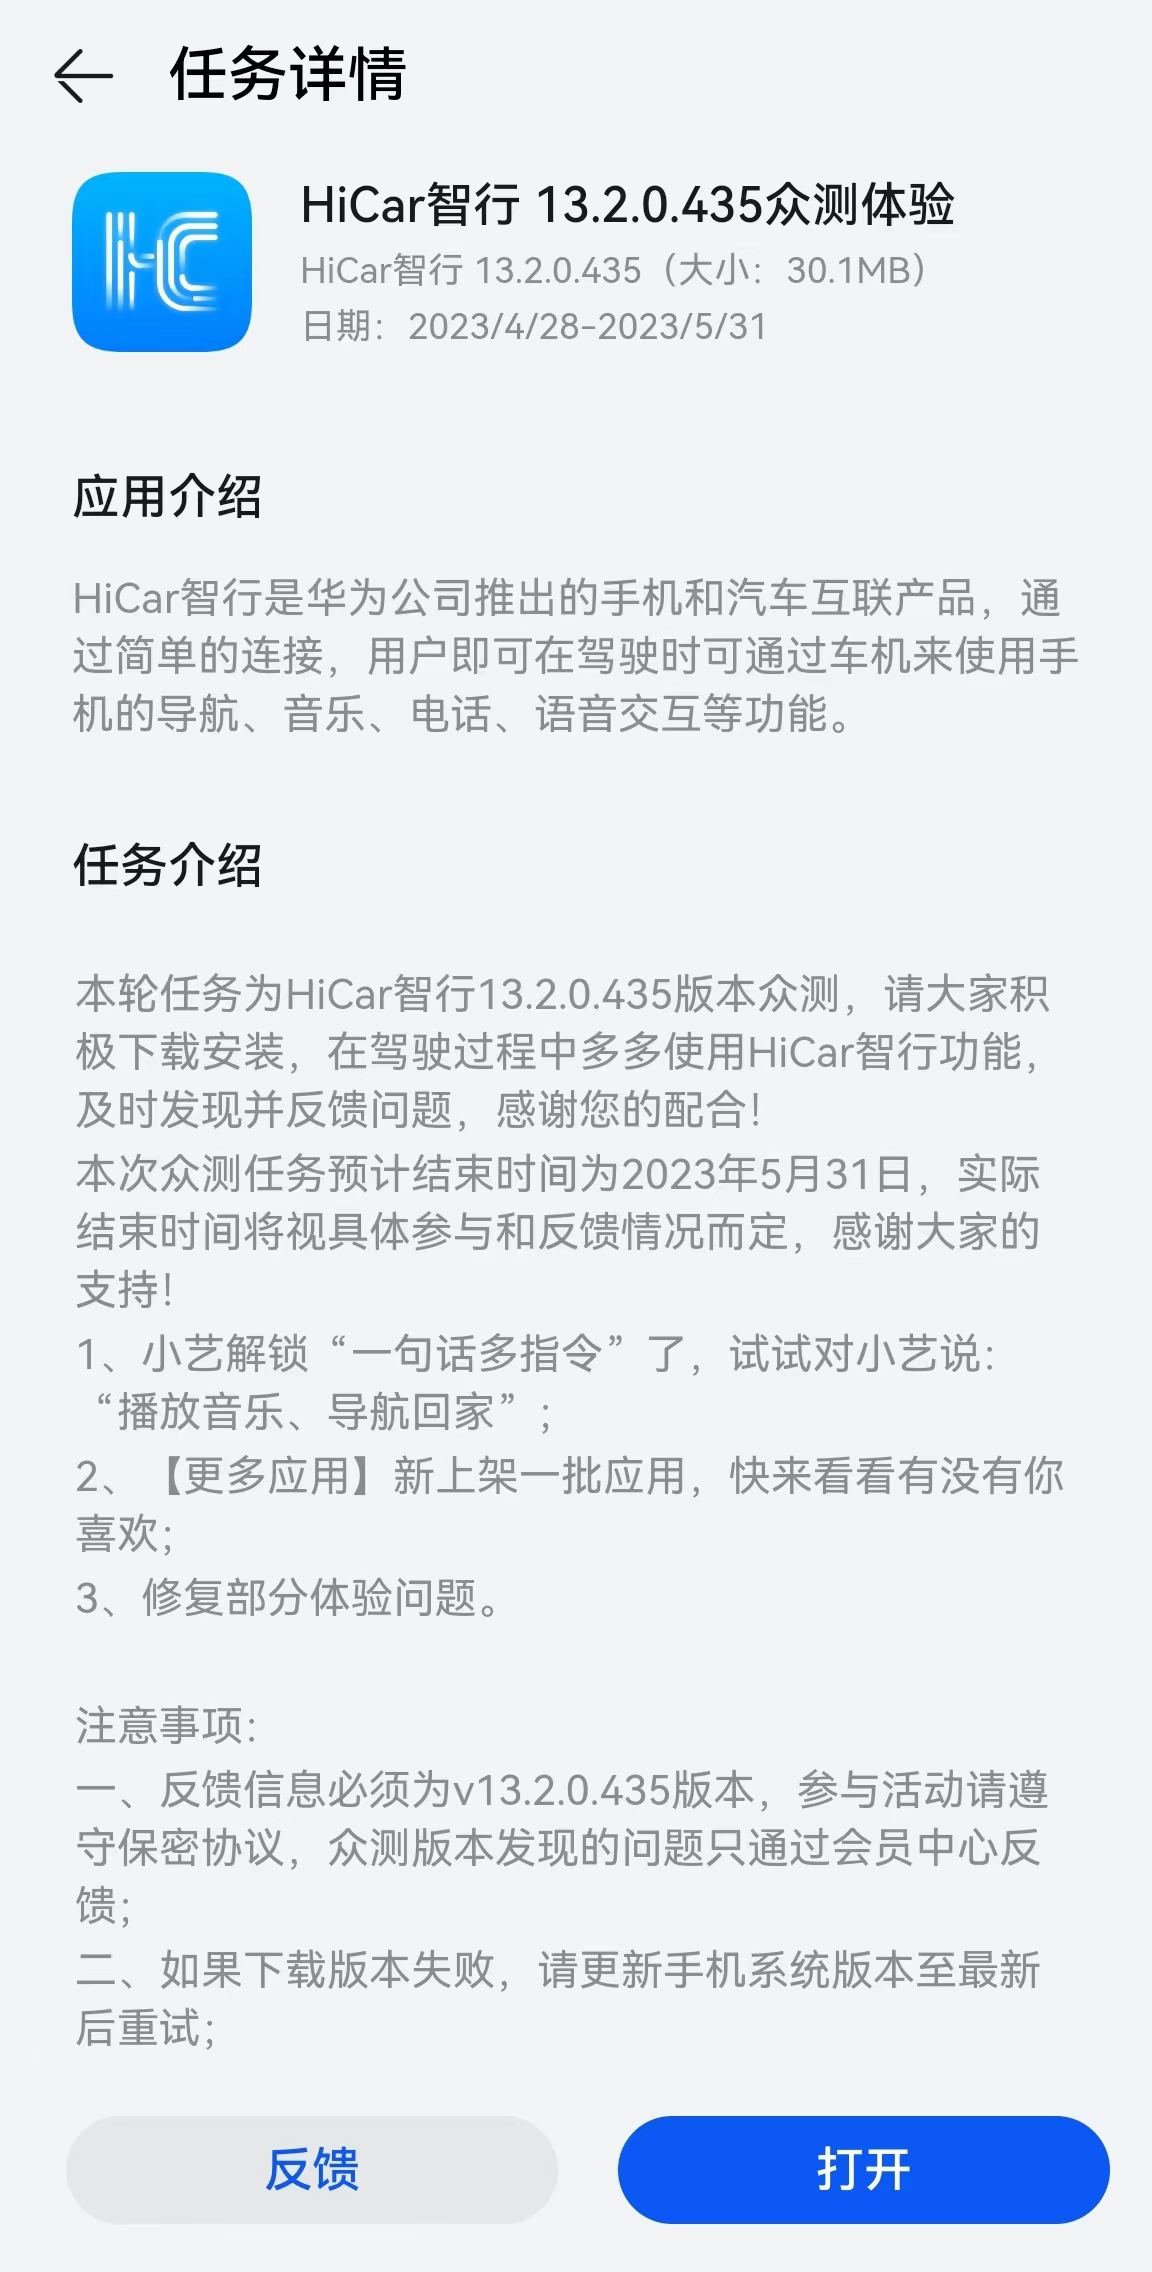 任务详情
HiCar智行 13.2.0.435众测体验
HiCar智行 13.2.0.435（大小：30.1MB）
日期：2023/4/28-2023/5/31
应用介绍
HiCar智行是华为公司推出的手机和汽车互联产品，通
过简单的连接，用户即可在驾驶时可通过车机来使用手
机的导航、音乐、电话、语音交互等功能。
任务介绍
本轮任务为HiCar智行13.2.0.435版本众测，请大家积
极下载安装，在驾驶过程中多多使用HiCar智行功能，
及时发现并反馈问题，感谢您的配合！
本次众测任务预计结束时间为2023年5月31日，实际
结束时间将视具体参与和反馈情况而定，感谢大家的
支持！
1、小艺解锁“一句话多指令”了，试试对小艺说：
“播放音乐、导航回家”；
2、【更多应用】新上架一批应用，快来看看有没有你
喜欢；
3、修复部分体验问题。
注意事项：
一、反馈信息必须为v13.2.0.435版本，参与活动请遵
守保密协议，众测版本发现的问题只通过会员中心反
馈；
二、如果下载版本失败，请更新手机系统版本至最新
后重试；
反馈
打开